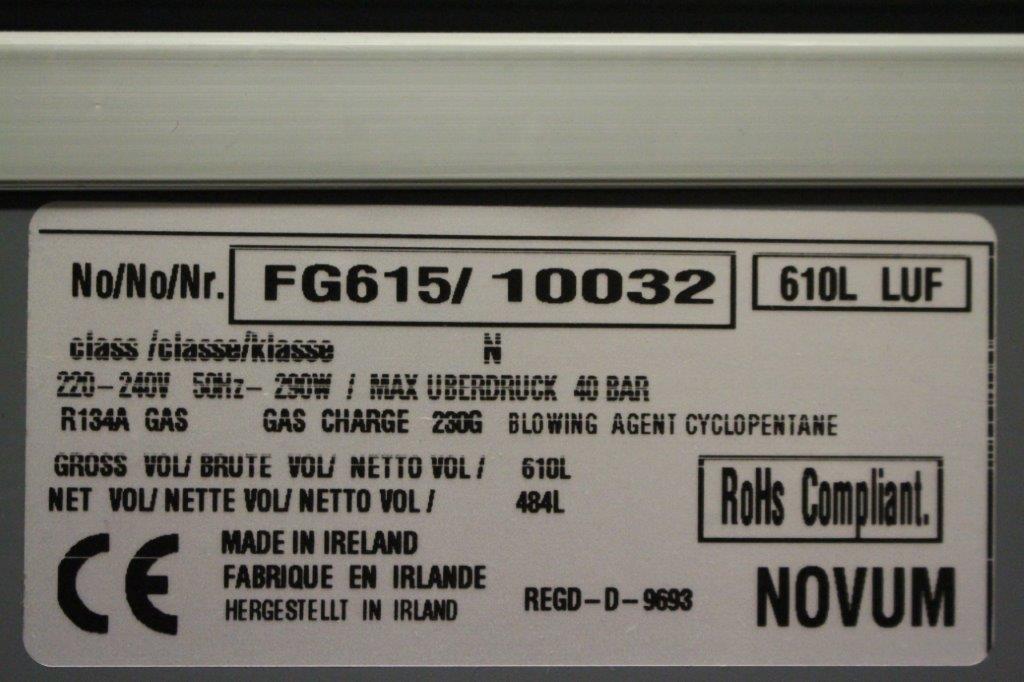 No/No/Nr. FG615/ 10032 610L LUF
class /classe/klasse N
220-240V 50Hz- 290W / MAX UBERDRUCK 40 BAR
R134A GAS GAS CHARGE 230G BLOWING AGENT CYCLOPENTANE
GROSS VOL/ BRUTE VOL/ NETTO VOL / 610L
NET VOL/ NETTE VOL/ NETTO VOL / 484L
RoHs Compliant.
CE
MADE IN IRELAND
FABRIQUE EN IRLANDE
HERGESTELLT IN IRLAND
REGD-D-9693
NOVUM